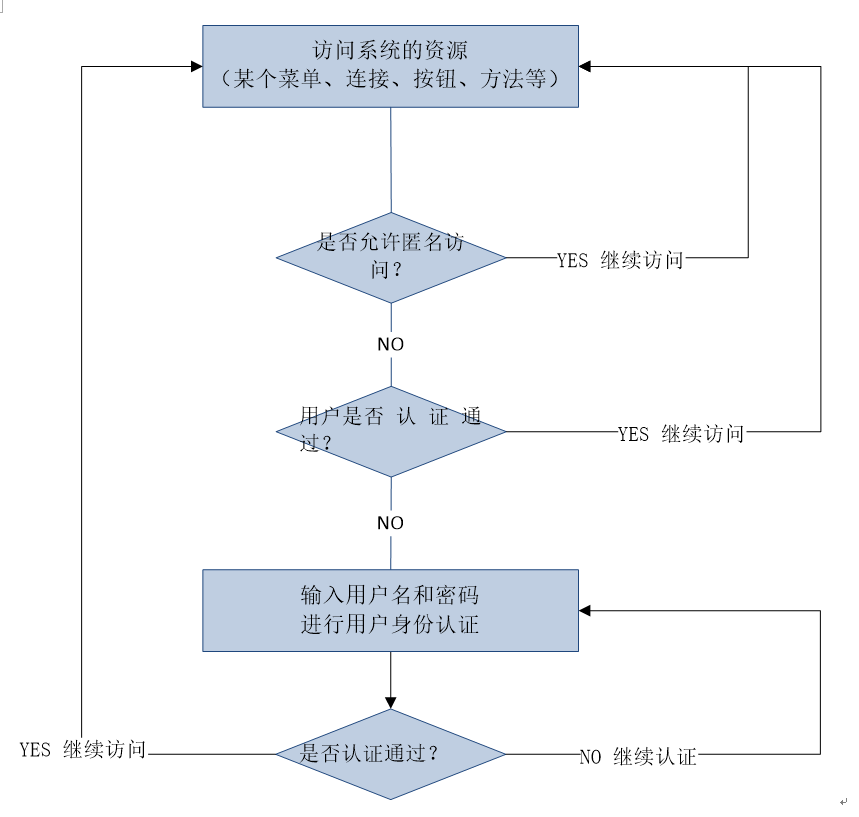 访问系统的资源
（某个菜单、连接、按钮、方法等）
是否允许匿名访
问？
YES 继续访问
NO
用户是否 认 证 通
过？
YES 继续访问
NO
输入用户名和密码
进行用户身份认证
YES 继续访问
是否认证通过？
NO 继续认证